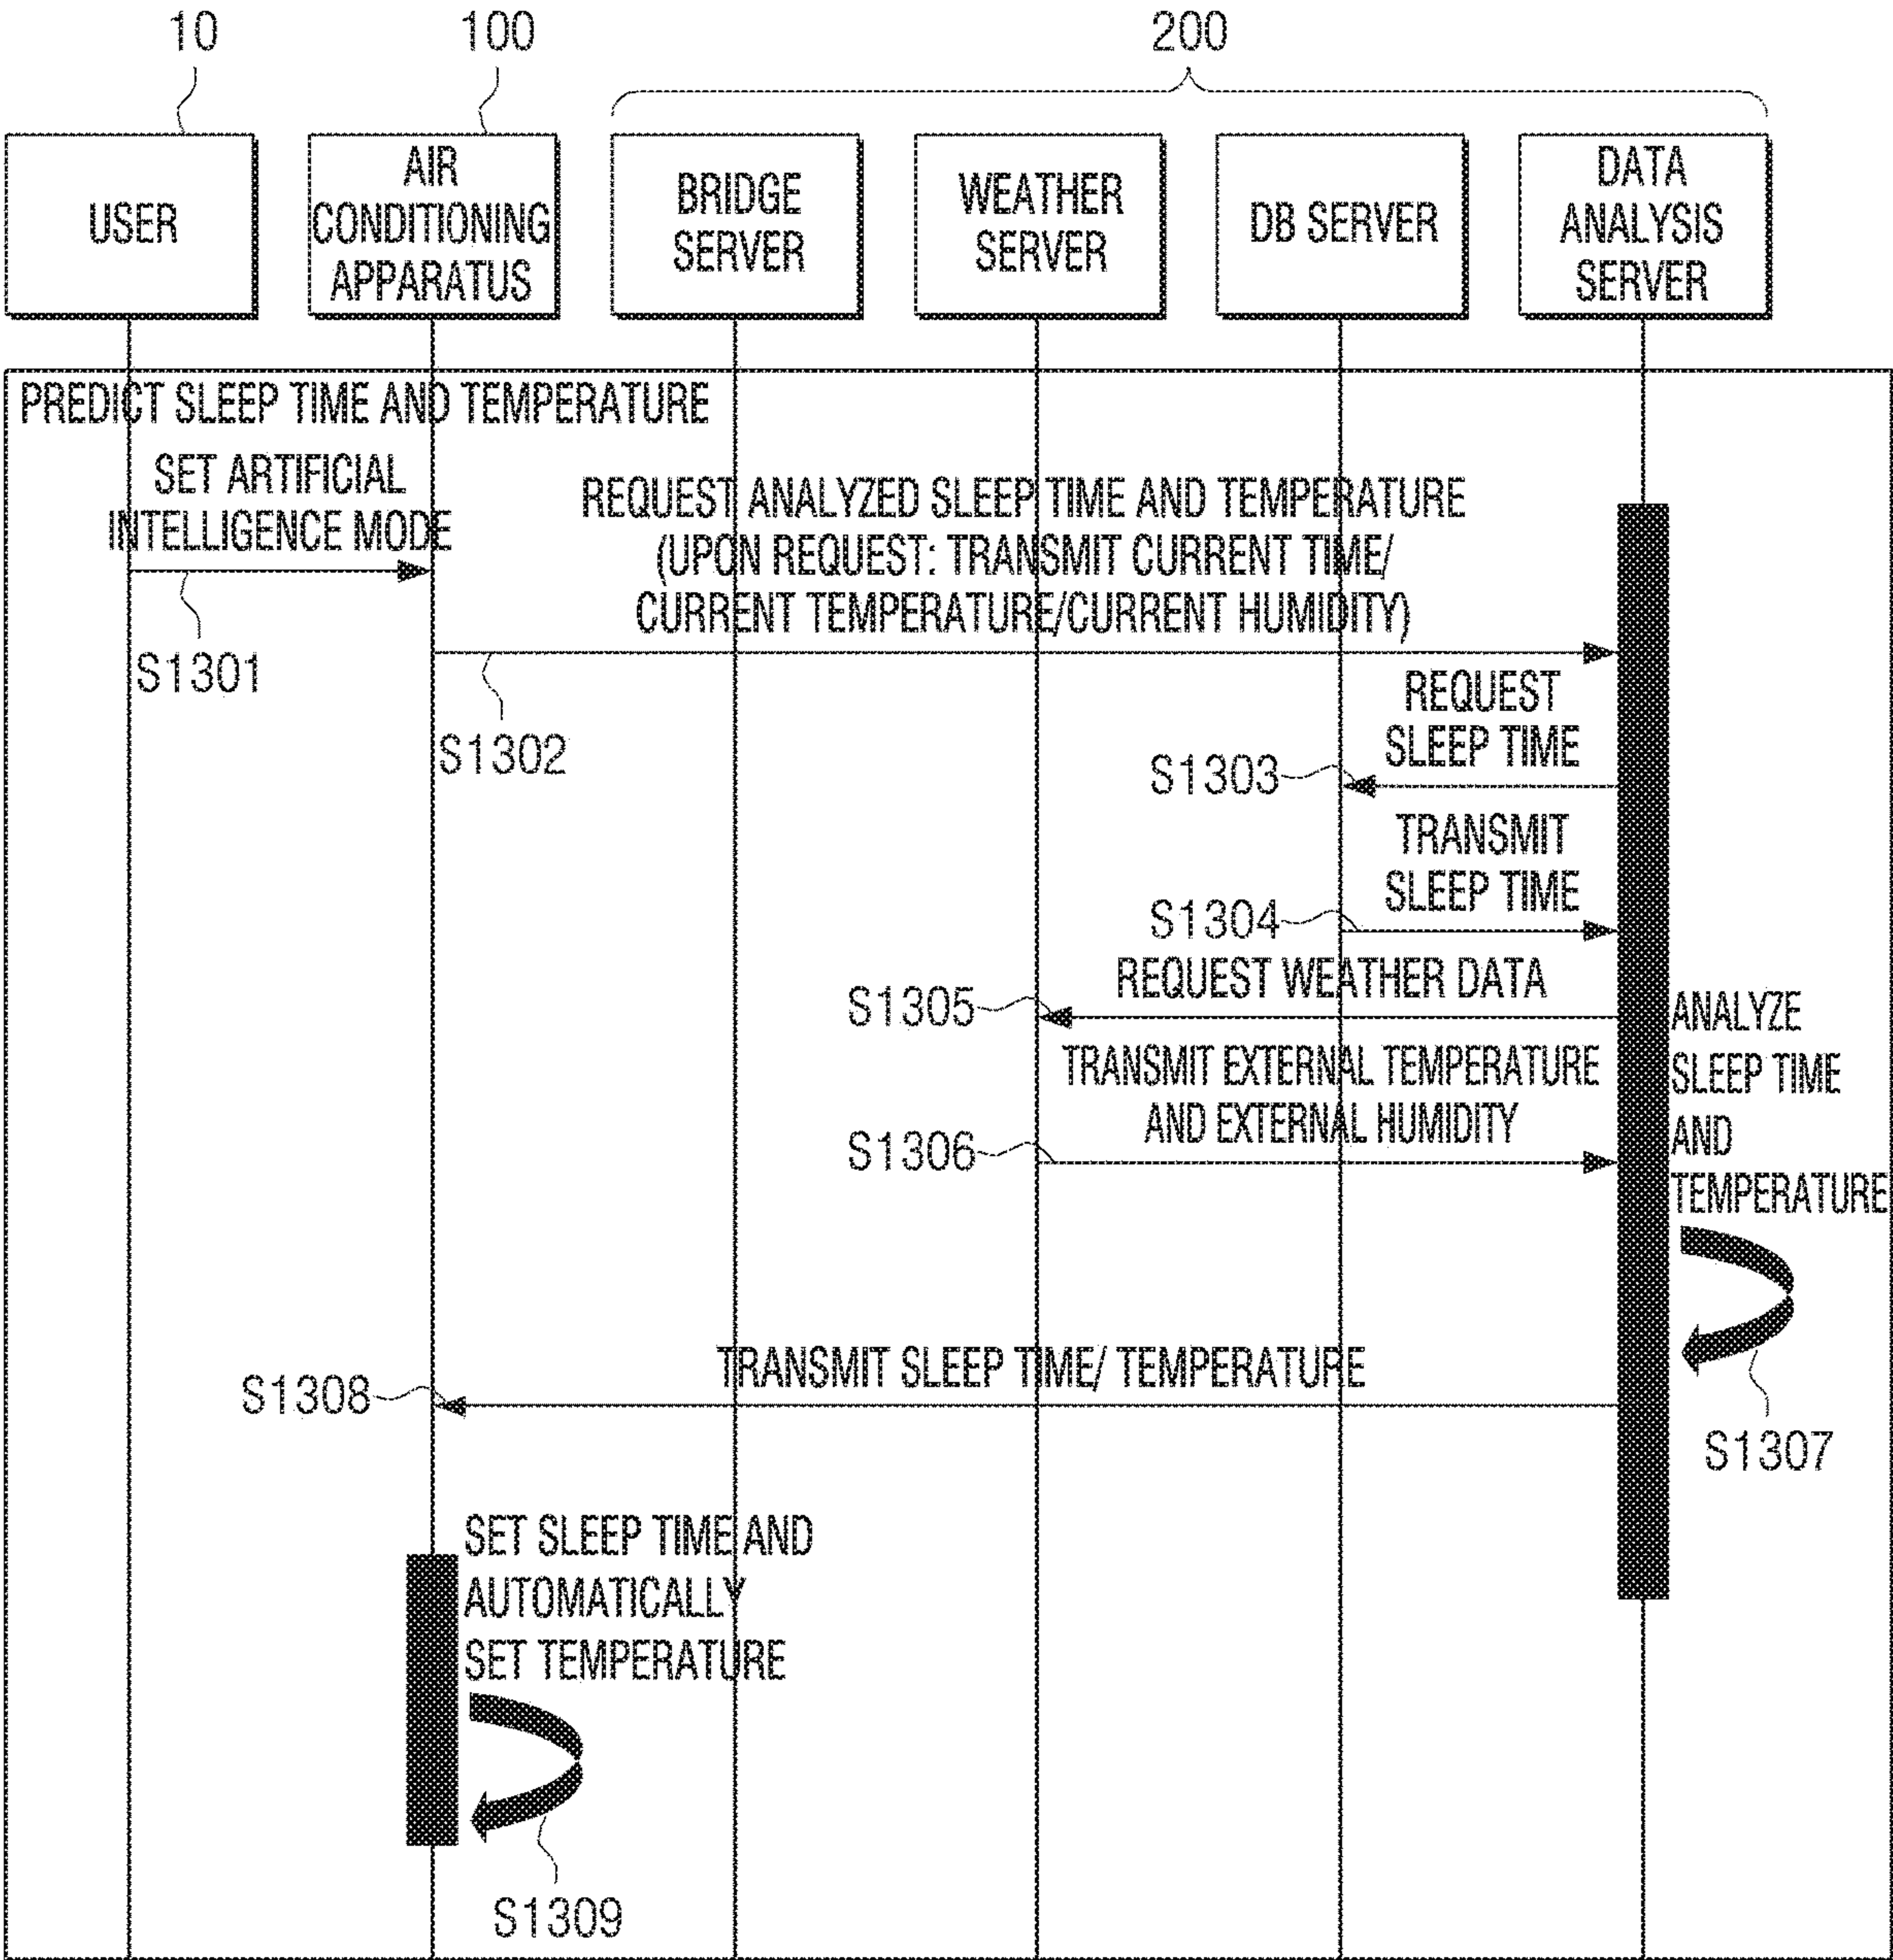 10
100
200
USER
AIR
CONDITIONING
APPARATUS
BRIDGE
SERVER
WEATHER
SERVER
DB SERVER
DATA
ANALYSIS
SERVER
PREDICT SLEEP TIME AND TEMPERATURE
SET ARTIFICIAL
INTELLIGENCE MODE
S1301
REQUEST ANALYZED SLEEP TIME AND TEMPERATURE
(UPON REQUEST: TRANSMIT CURRENT TIME/
CURRENT TEMPERATURE/CURRENT HUMIDITY)
S1302
REQUEST
SLEEP TIME
S1303
TRANSMIT
SLEEP TIME
S1304
REQUEST WEATHER DATA
S1305
TRANSMIT EXTERNAL TEMPERATURE
AND EXTERNAL HUMIDITY
S1306
ANALYZE
SLEEP TIME
AND
TEMPERATURE
S1307
TRANSMIT SLEEP TIME/ TEMPERATURE
S1308
SET SLEEP TIME AND
AUTOMATICALLY
SET TEMPERATURE
S1309